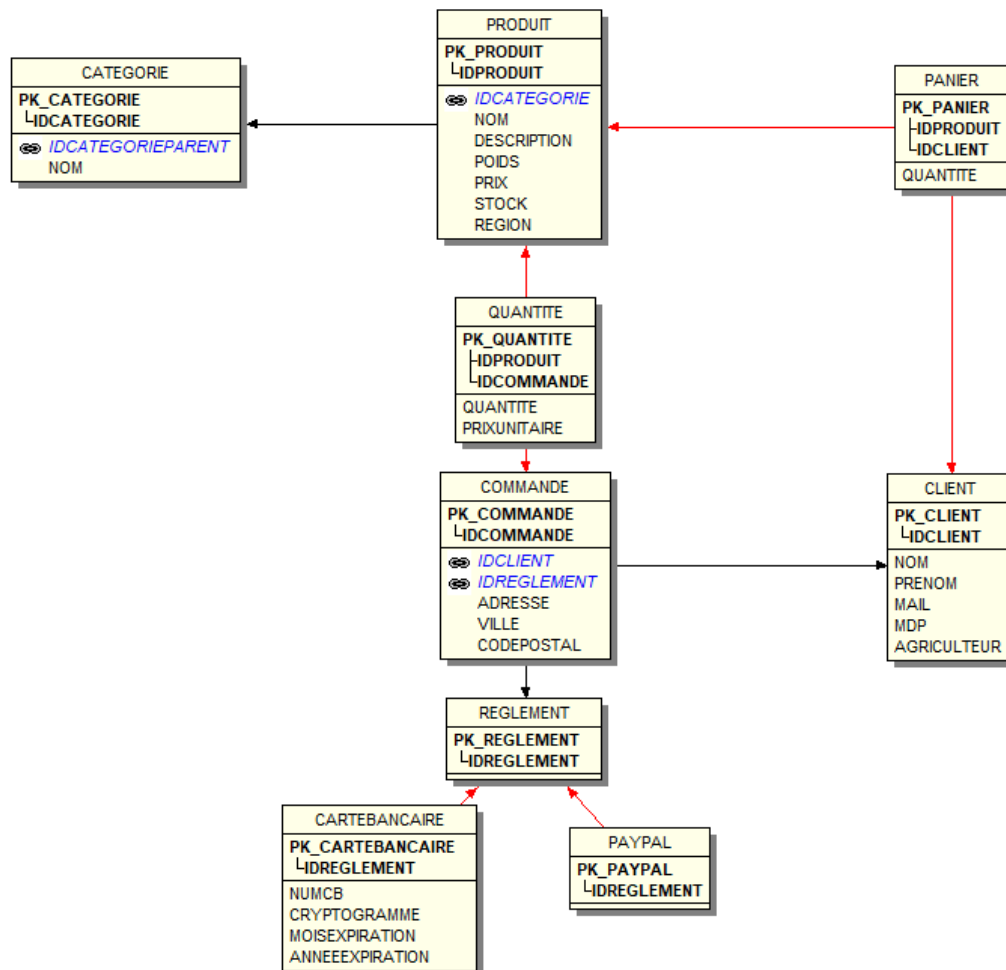 PRODUIT
PK_PRODUIT
IDPRODUIT
IDCATEGORIE
NOM
DESCRIPTION
POIDS
PRIX
STOCK
REGION
CATEGORIE
PK_CATEGORIE
IDCATEGORIE
IDCATEGORIEPARENT
NOM
PANIER
PK_PANIER
IDPRODUIT
IDCLIENT
QUANTITE
QUANTITE
PK_QUANTITE
IDPRODUIT
IDCOMMANDE
QUANTITE
PRIXUNITAIRE
COMMANDE
PK_COMMANDE
IDCOMMANDE
IDCLIENT
IDREGLEMENT
ADRESSE
VILLE
CODEPOSTAL
CLIENT
PK_CLIENT
IDCLIENT
NOM
PRENOM
MAIL
MDP
AGRICULTEUR
REGLEMENT
PK_REGLEMENT
IDREGLEMENT
CARTEBANCAIRE
PK_CARTEBANCAIRE
IDREGLEMENT
NUMCB
CRYPTOGRAMME
MOISEXPIRATION
ANNEEEXPIRATION
PAYPAL
PK_PAYPAL
IDREGLEMENT